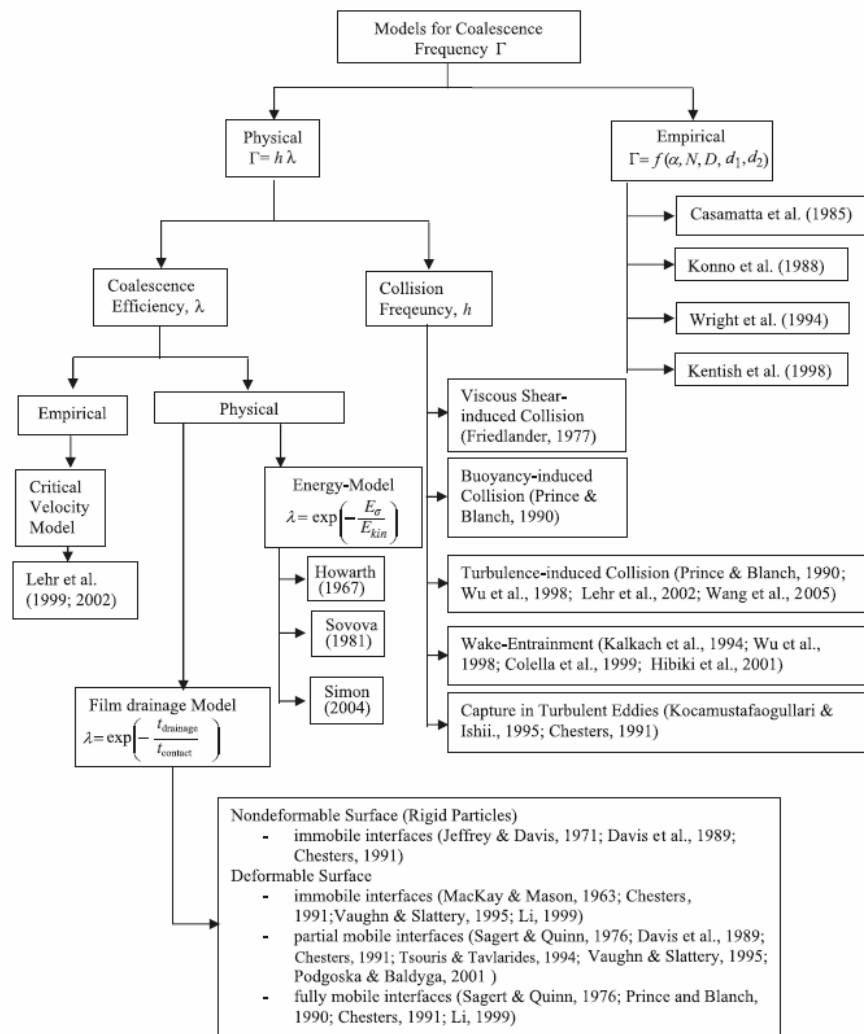 Models for Coalescence
Frequency Γ
Physical
Γ= h λ
Empirical
Γ= f (α, N, D, d₁, d₂)
Casamatta et al. (1985)
Konno et al. (1988)
Wright et al. (1994)
Kentish et al. (1998)
Coalescence
Efficiency, λ
Collision
Freqeuncy, h
Empirical
Physical
Critical
Velocity
Model
Lehr et al.
(1999; 2002)
Energy-Model
λ = exp(−E_σ/E_kin)
Howarth
(1967)
Sovova
(1981)
Simon
(2004)
Viscous Shear-
induced Collision
(Friedlander, 1977)
Buoyancy-induced
Collision (Prince &
Blanch, 1990)
Turbulence-induced Collision (Prince & Blanch, 1990;
Wu et al., 1998; Lehr et al., 2002; Wang et al., 2005)
Wake-Entrainment (Kalkach et al., 1994; Wu et al.,
1998; Colella et al., 1999; Hibiki et al., 2001)
Capture in Turbulent Eddies (Kocamustafaogullari &
Ishii., 1995; Chesters, 1991)
Film drainage Model
λ = exp(−t_drainage/t_contact)
Nondeformable Surface (Rigid Particles)
- immobile interfaces (Jeffrey & Davis, 1971; Davis et al., 1989;
Chesters, 1991)
Deformable Surface
- immobile interfaces (MacKay & Mason, 1963; Chesters,
1991;Vaughn & Slattery, 1995; Li, 1999)
- partial mobile interfaces (Sagert & Quinn, 1976; Davis et al., 1989;
Chesters, 1991; Tsouris & Tavlarides, 1994; Vaughn & Slattery, 1995;
Podgoska & Baldyga, 2001 )
- fully mobile interfaces (Sagert & Quinn, 1976; Prince and Blanch,
1990; Chesters, 1991; Li, 1999)